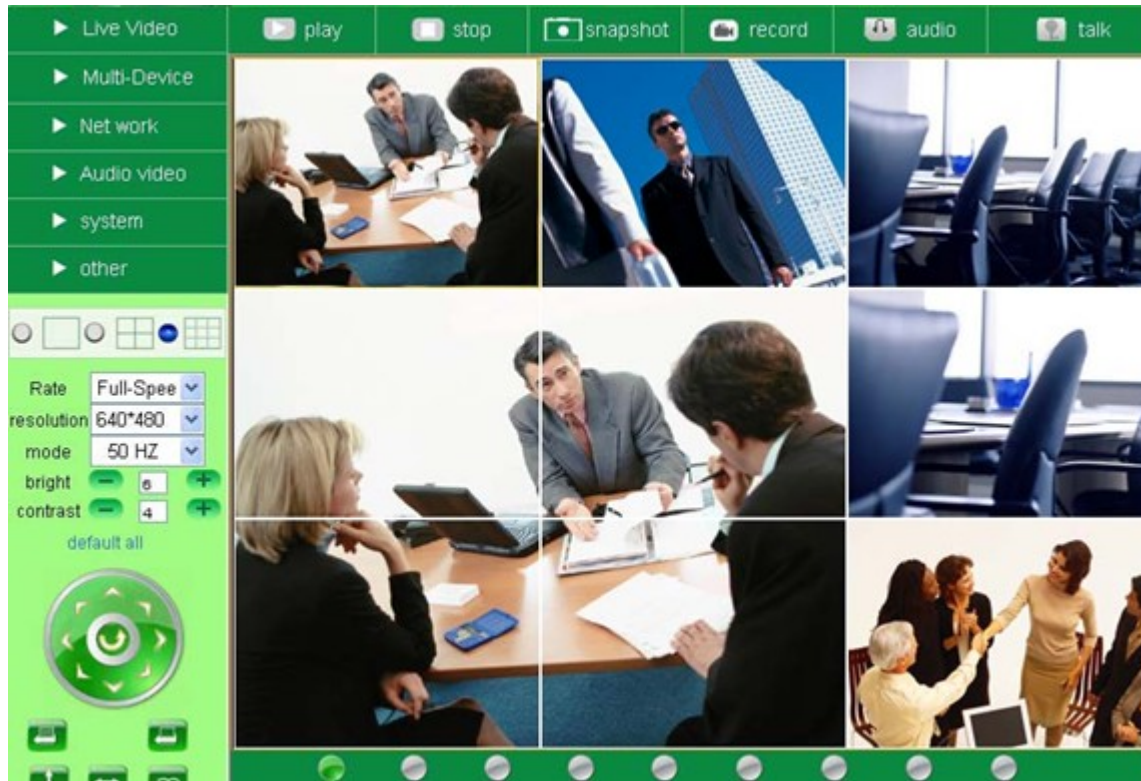 Live Video
play
stop
snapshot
record
audio
talk
Multi-Device
Net work
Audio video
system
other
Rate Full-Spee
resolution 640*480
mode 50 HZ
bright 6
contrast 4
default all